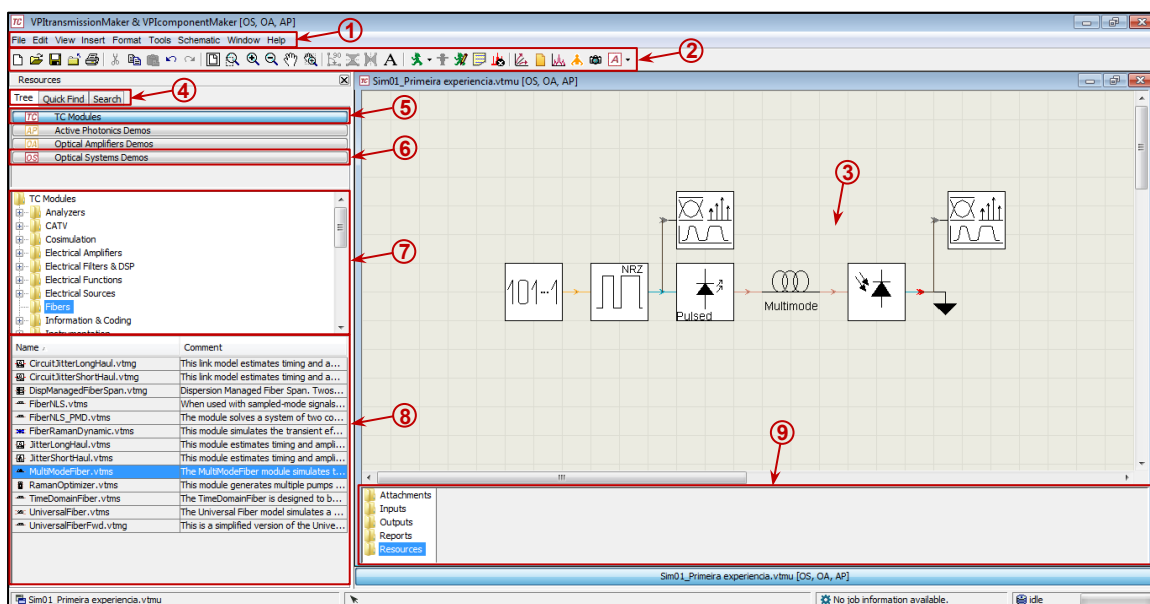 TC VPItransmissionMaker & VPIcomponentMaker [OS, OA, AP]
File Edit View Insert Format Tools Schematic Window Help
1
2
A
A
Resources
TC Sim01_Primeira experiencia.vtmu [OS, OA, AP]
Tree Quick Find Search
4
TC TC Modules
5
AP Active Photonics Demos
OA Optical Amplifiers Demos
6
OS Optical Systems Demos
3
TC Modules
Analyzers
CATV
Cosimulation
Electrical Amplifiers
Electrical Filters & DSP
Electrical Functions
Electrical Sources
Fibers
Information & Coding
Instrumentation
7
101...1
NRZ
Pulsed
Multimode
Name Comment
CircuitJitterLongHaul.vtmg This link model estimates timing and a...
CircuitJitterShortHaul.vtmg This link model estimates timing and a...
DispManagedFiberSpan.vtmg Dispersion Managed Fiber Span. Twos...
FiberNLS.vtms When used with sampled-mode signals...
FiberNLS_PMD.vtms The module solves a system of two co...
FiberRamanDynamic.vtms This module simulates the transient ef...
JitterLongHaul.vtms This module estimates timing and ampli...
JitterShortHaul.vtms This module estimates timing and ampli...
MultiModeFiber.vtms The MultiModeFiber module simulates t...
RamanOptimizer.vtms This module generates multiple pumps ...
TimeDomainFiber.vtms The TimeDomainFiber is designed to b...
UniversalFiber.vtms The Universal Fiber model simulates a ...
UniversalFiberFwd.vtmg This is a simplified version of the Unive...
8
9
Attachments
Inputs
Outputs
Reports
Resources
Sim01_Primeira experiencia.vtmu [OS, OA, AP]
Sim01_Primeira experiencia.vtmu
No job information available.
idle